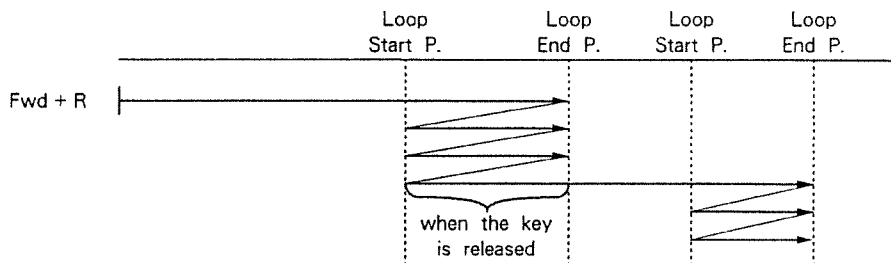 Loop Loop Loop Loop
Start P. End P. Start P. End P.
Fwd + R
when the key
is released